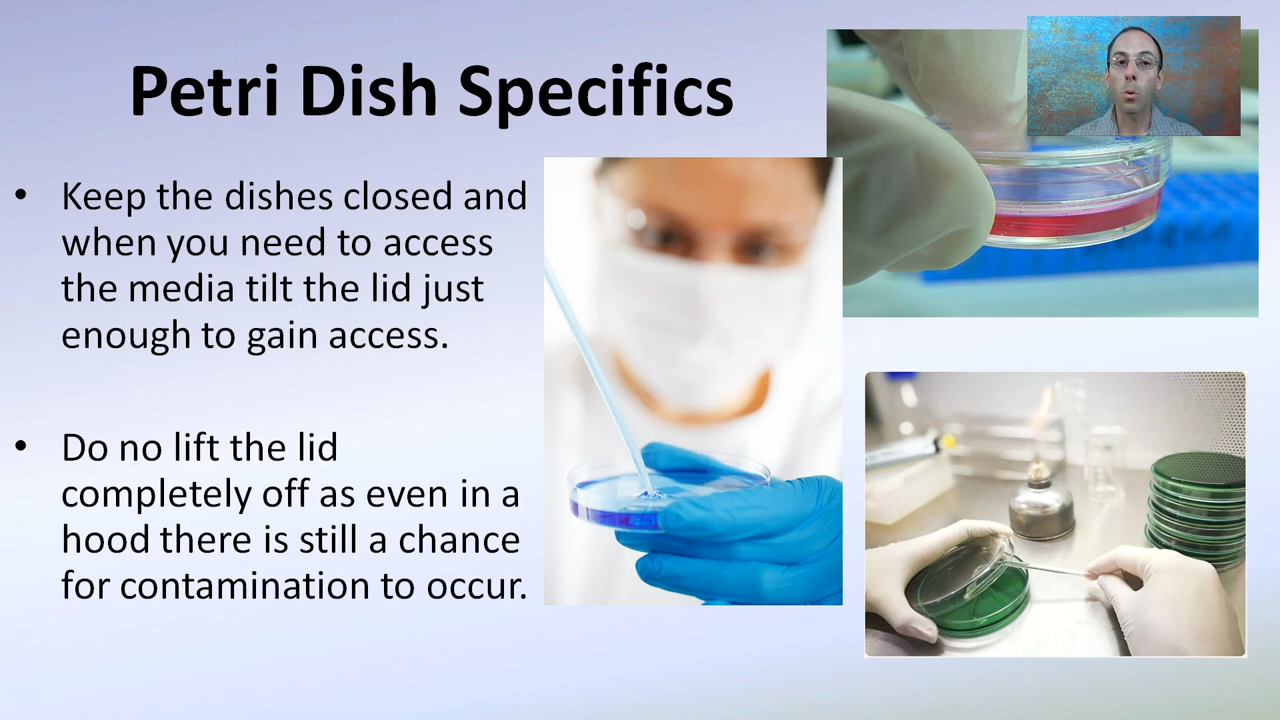 Petri Dish Specifics
• Keep the dishes closed and
when you need to access
the media tilt the lid just
enough to gain access.
• Do no lift the lid
completely off as even in a
hood there is still a chance
for contamination to occur.